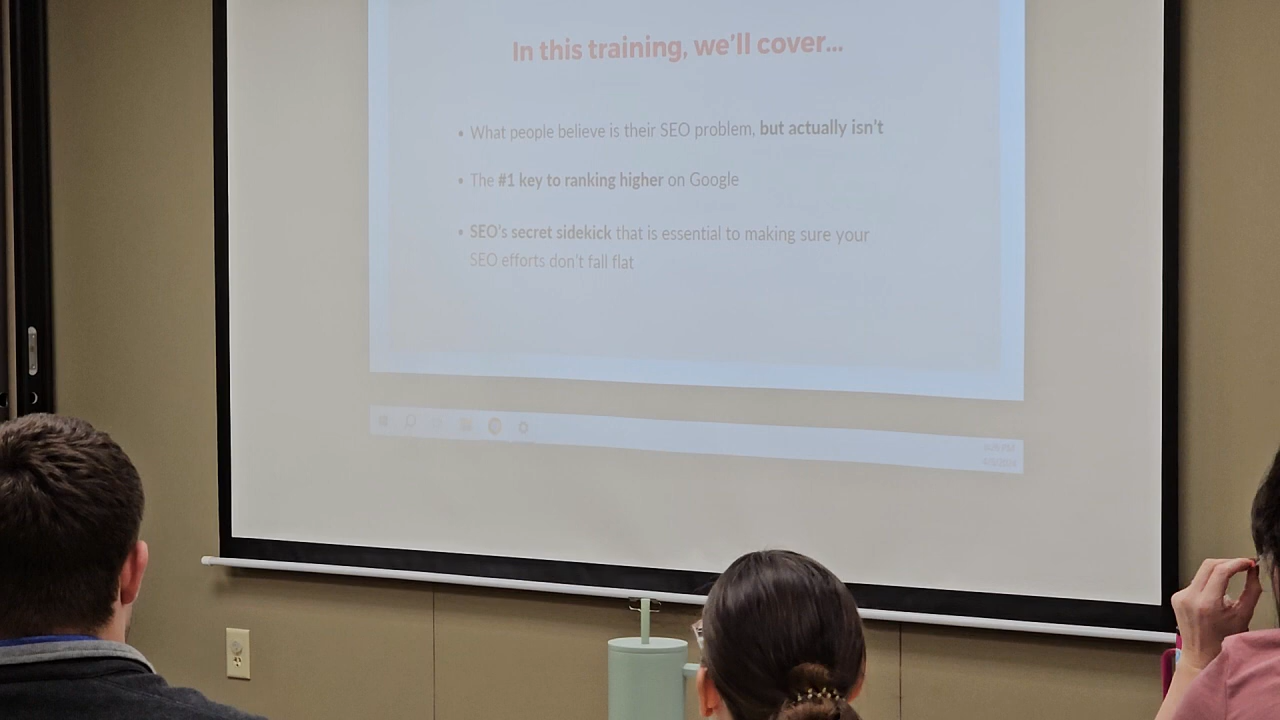 In this training, we'll cover...
• What people believe is their SEO problem, but actually isn't
• The #1 key to ranking higher on Google
• SEO's secret sidekick that is essential to making sure your
SEO efforts don't fall flat